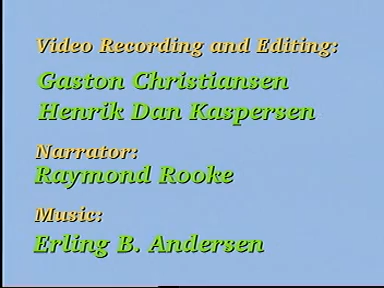 Video Recording and Editing:
Gaston Christiansen
Henrik Dan Kaspersen
Narrator:
Raymond Rooke
Music:
Erling B. Andersen